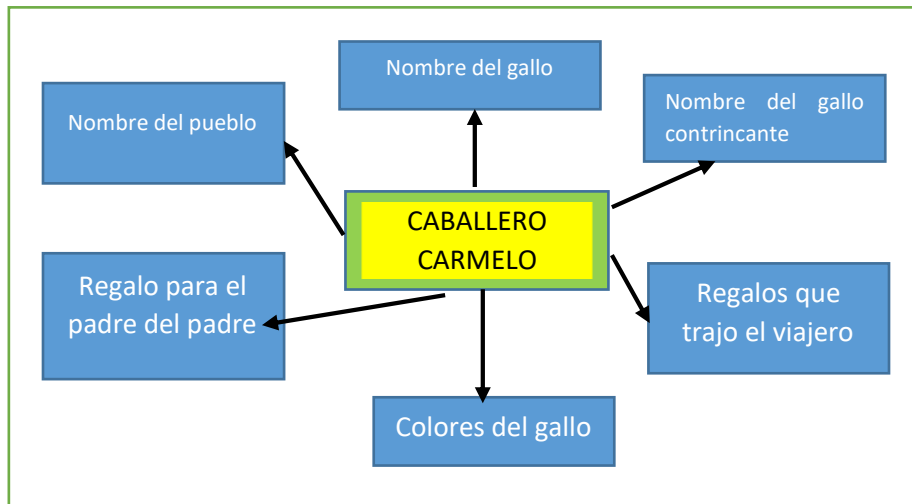 Nombre del gallo
Nombre del pueblo
Nombre del gallo
contrincante
CABALLERO
CARMELO
Regalo para el
padre del padre
Regalos que
trajo el viajero
Colores del gallo